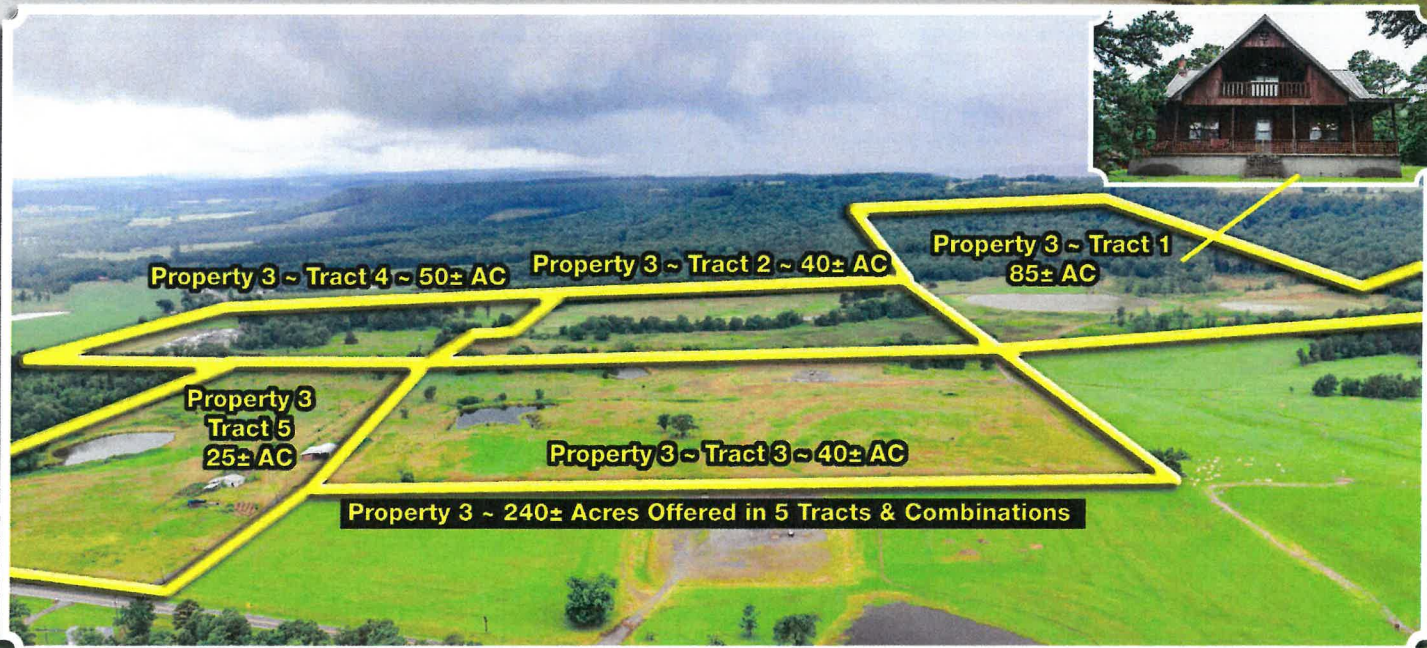 Property 3 ~ Tract 4 ~ 50± AC
Property 3 ~ Tract 2 ~ 40± AC
Property 3 ~ Tract 1
85± AC
Property 3
Tract 5
25± AC
Property 3 ~ Tract 3 ~ 40± AC
Property 3 ~ 240± Acres Offered in 5 Tracts & Combinations